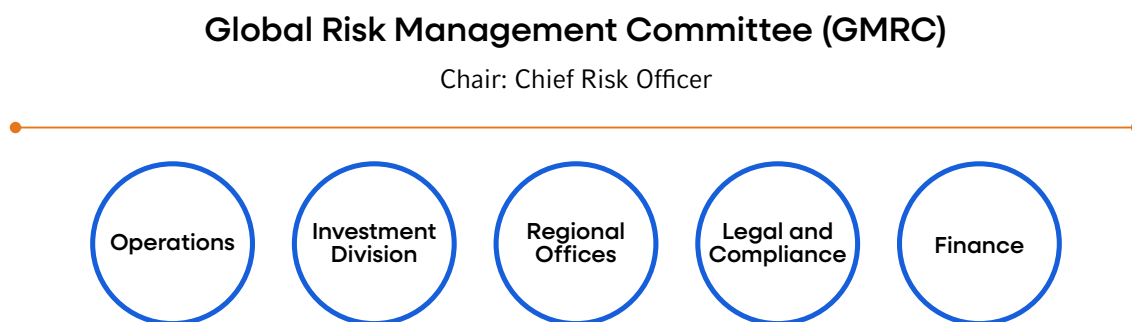 Global Risk Management Committee (GMRC)
Chair: Chief Risk Officer
Operations
Investment
Division
Regional
Offices
Legal and
Compliance
Finance